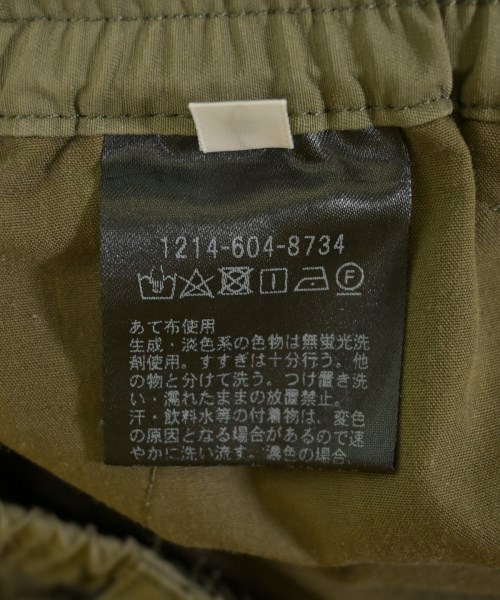 1214-604-8734
F
あて布使用
生成・淡色系の色物は無蛍光洗
剤使用。すすぎは十分行う。他
の物と分けて洗う。つけ置き洗
い・濡れたままの放置禁止。
汗・飲料水等の付着物は、変色
の原因となる場合があるので速
やかに洗い流す。濃色の場合、